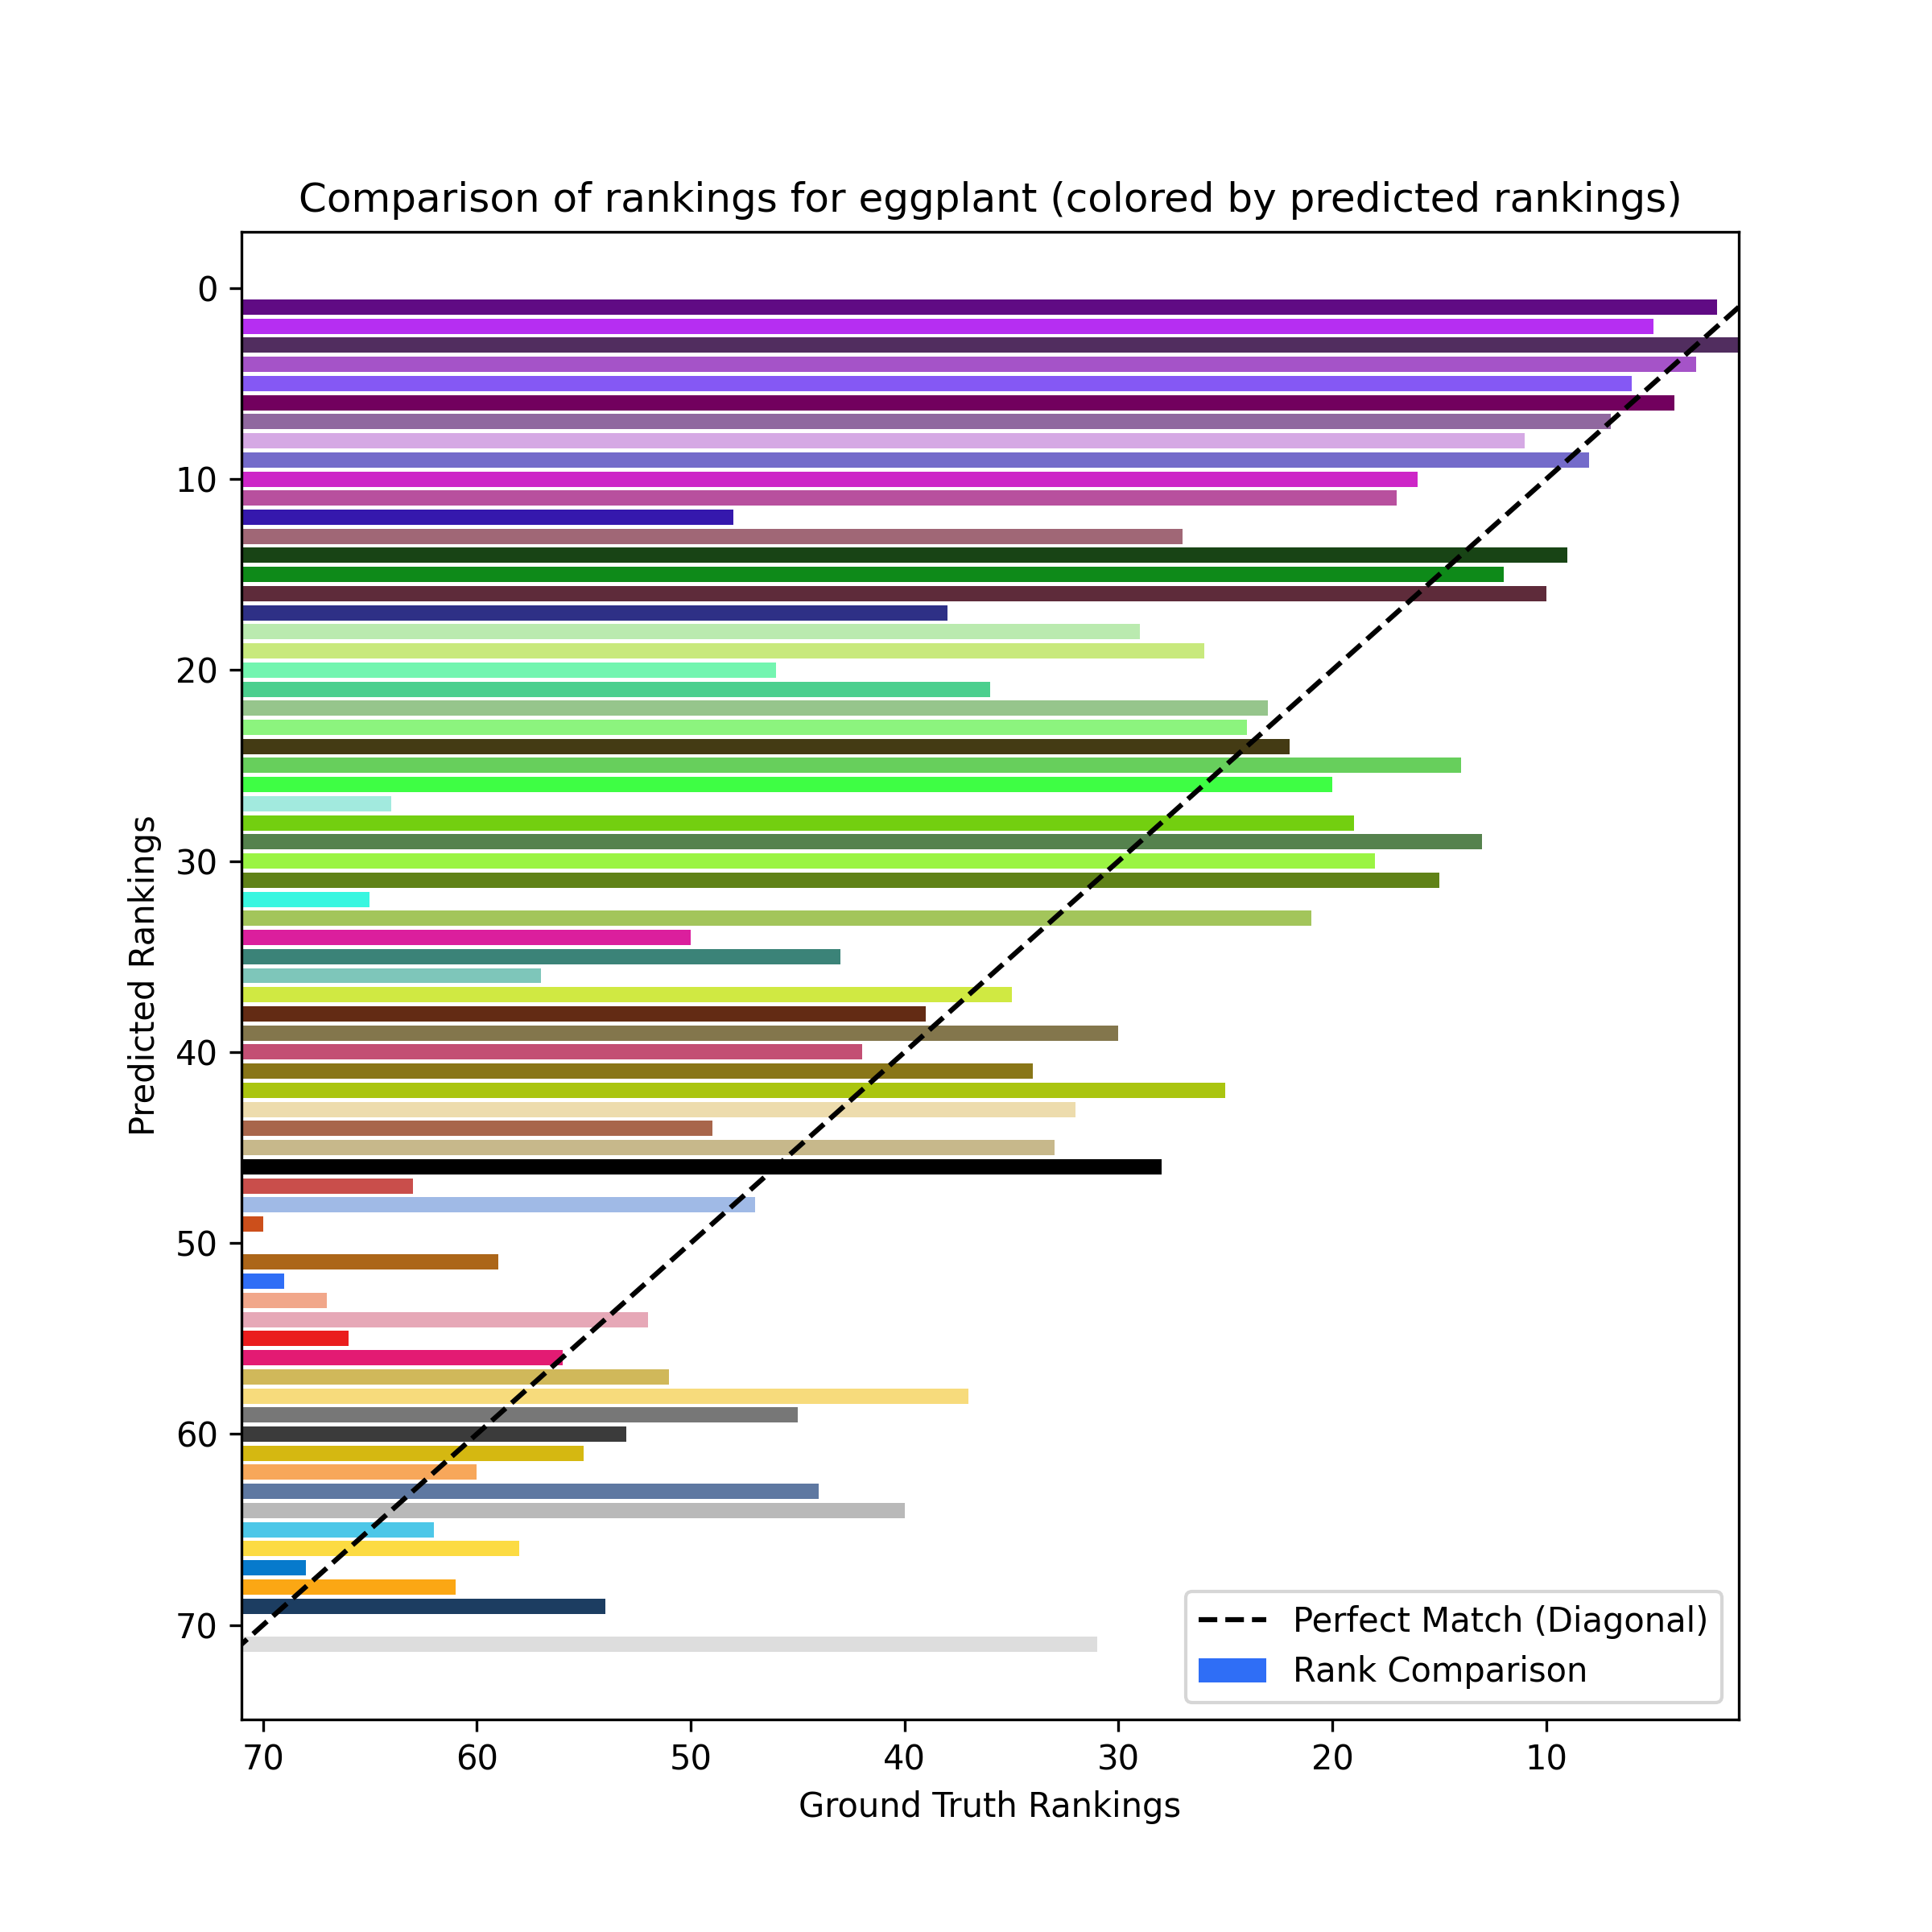 Comparison of rankings for eggplant (colored by predicted rankings)
0
10
20
30
40
50
60
70
Predicted Rankings
Perfect Match (Diagonal)
Rank Comparison
70 60 50 40 30 20 10
Ground Truth Rankings